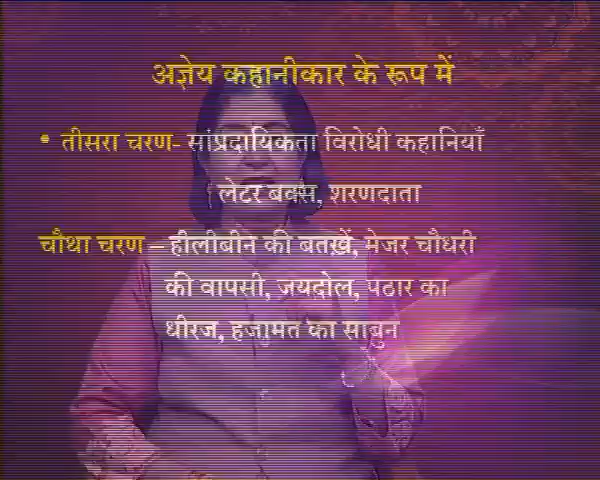 अज्ञेय कहानीकार के रूप में
• तीसरा चरण- सांप्रदायिकता विरोधी कहानियाँ
लेटर बक्स, शरणदाता
चौथा चरण – हीलीबोन की बतख़ें, मेजर चौधरी
की वापसी, जयदोल, पठार का
धीरज, हजामत का साबुन